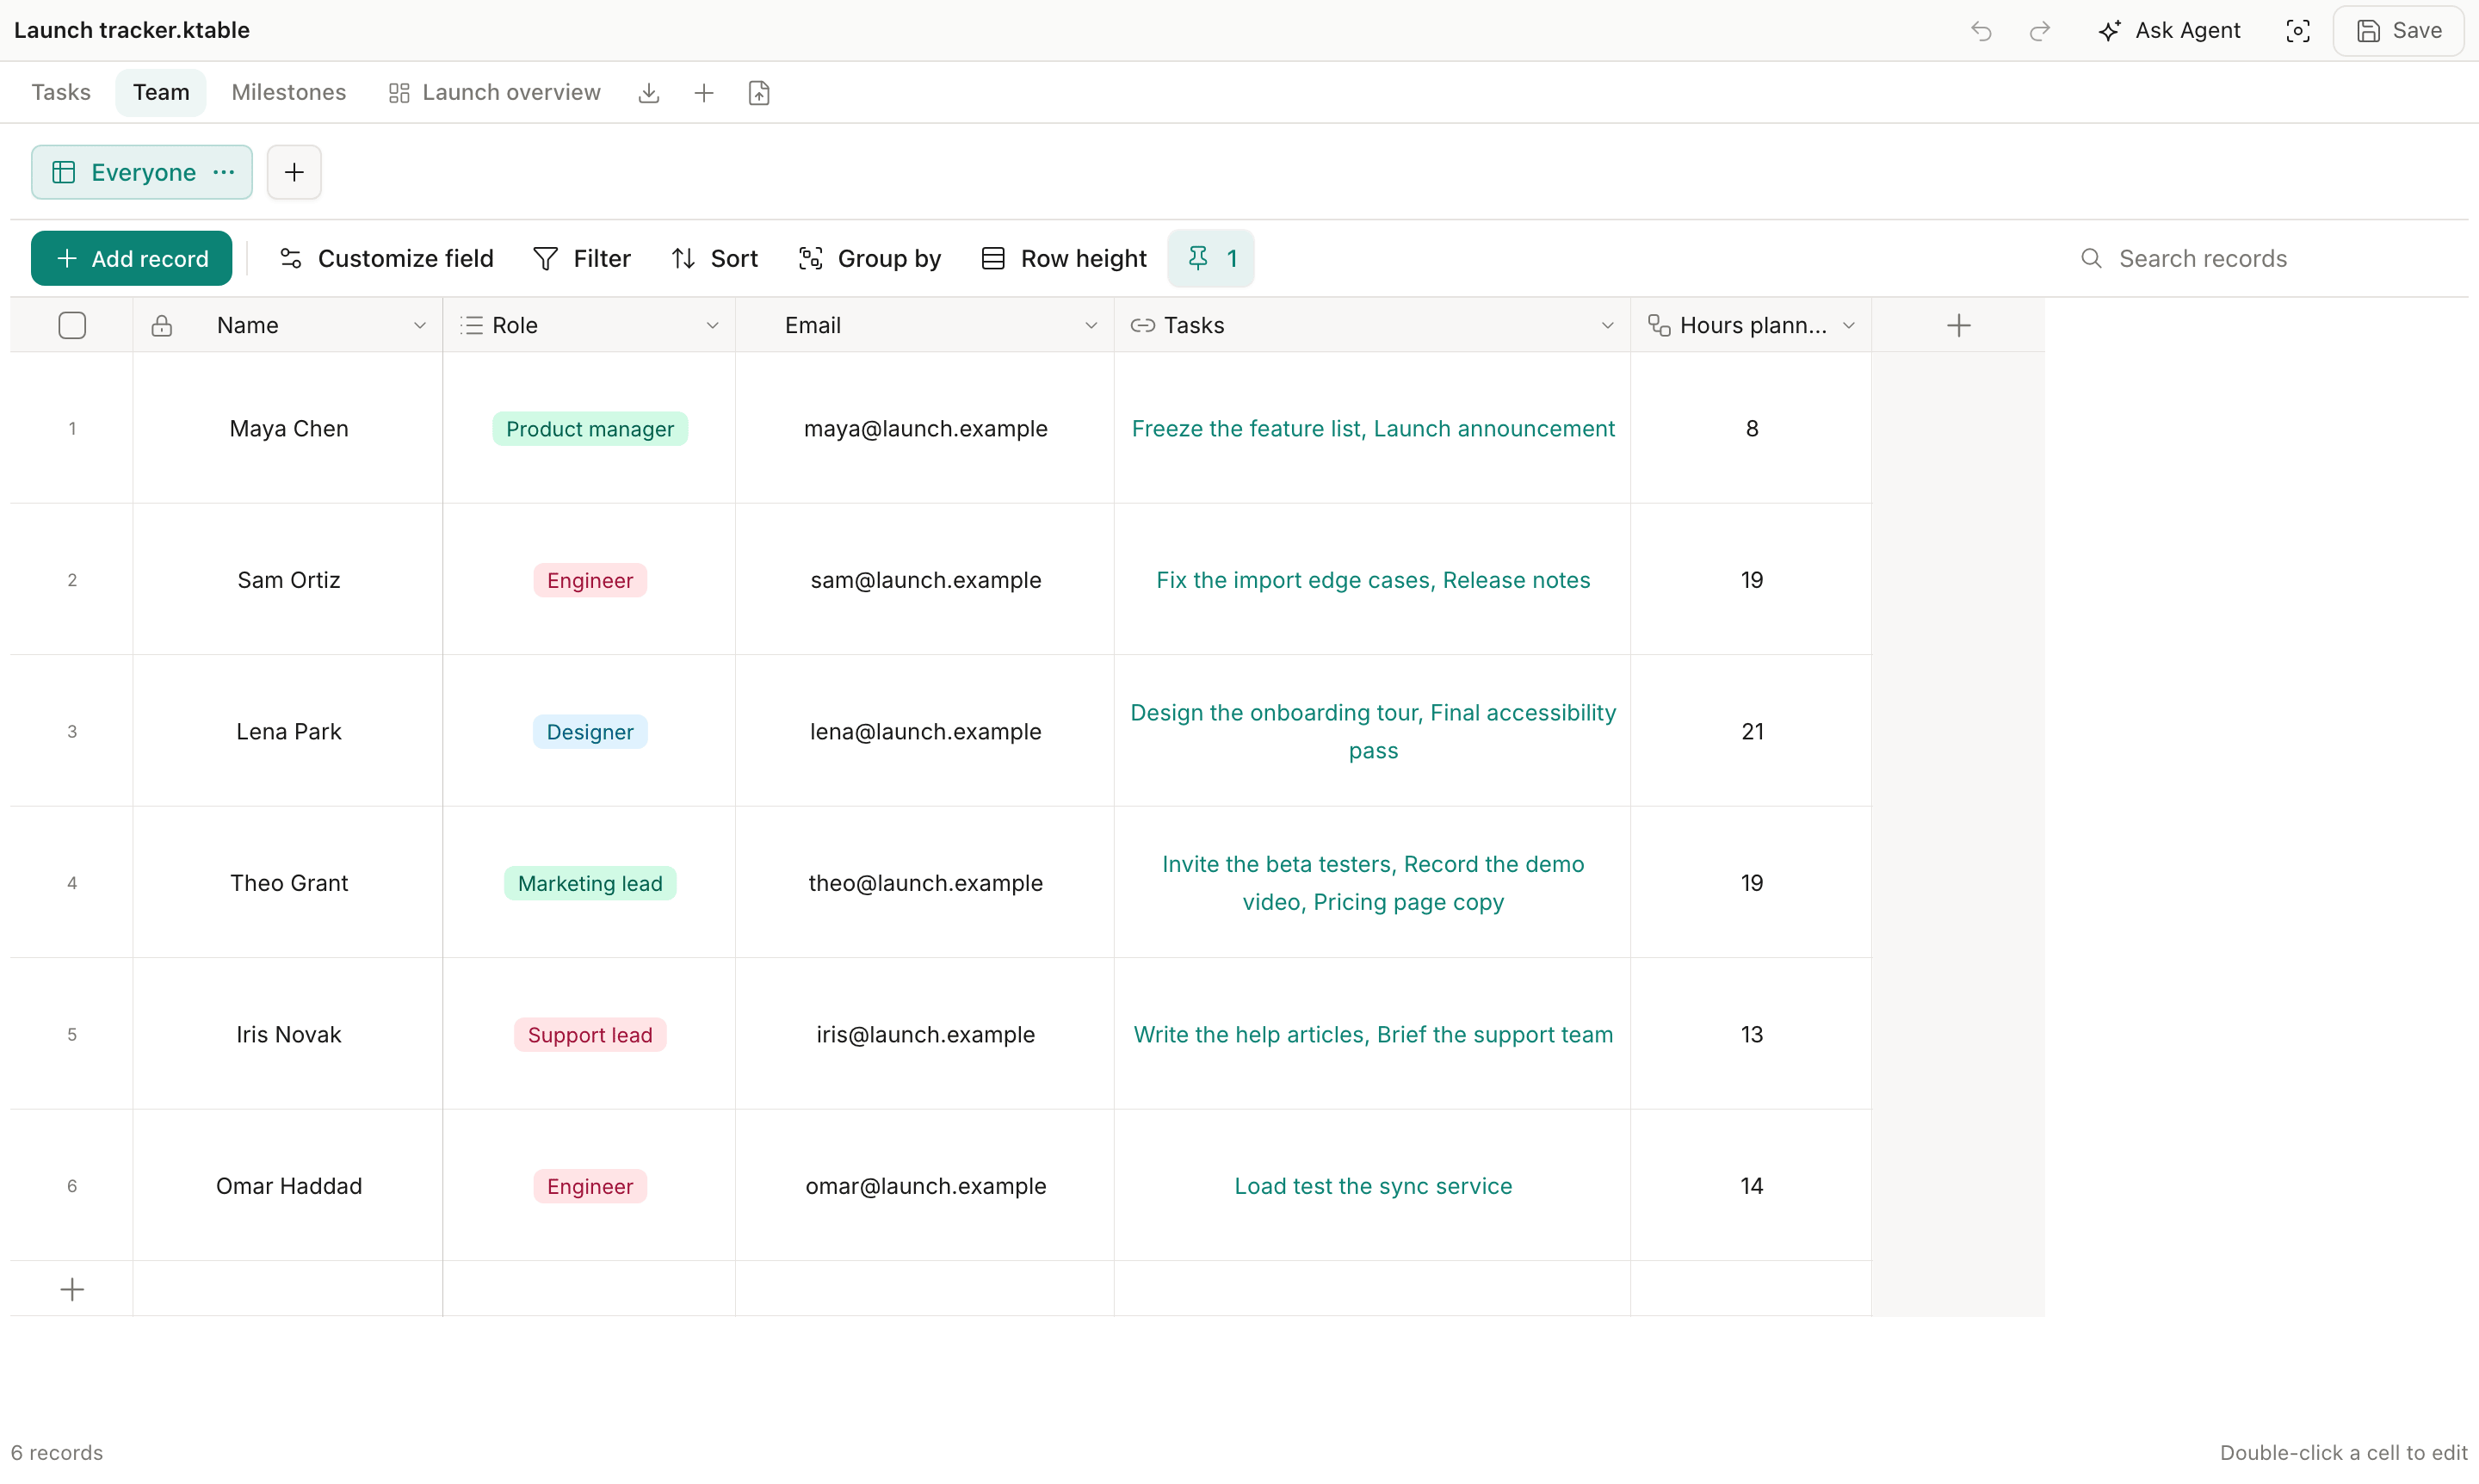 Launch tracker.ktable
Ask Agent
Save
Tasks
Team
Milestones
Launch overview
Everyone
Add record
Customize field
Filter
Sort
Group by
Row height
1
Search records
Name
Role
Email
Tasks
Hours plann...
1
Maya Chen
Product manager
maya@launch.example
Freeze the feature list, Launch announcement
8
2
Sam Ortiz
Engineer
sam@launch.example
Fix the import edge cases, Release notes
19
3
Lena Park
Designer
lena@launch.example
Design the onboarding tour, Final accessibility
pass
21
4
Theo Grant
Marketing lead
theo@launch.example
Invite the beta testers, Record the demo
video, Pricing page copy
19
5
Iris Novak
Support lead
iris@launch.example
Write the help articles, Brief the support team
13
6
Omar Haddad
Engineer
omar@launch.example
Load test the sync service
14
6 records
Double-click a cell to edit